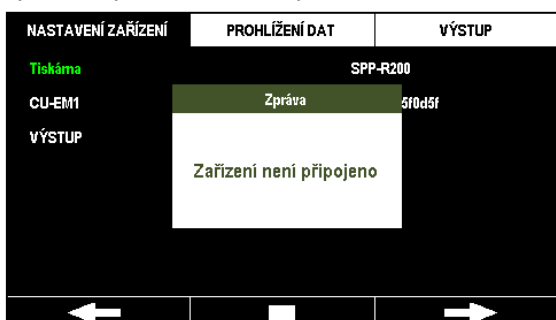 NASTAVENÍ ZAŘÍZENÍ PROHLÍŽENÍ DAT VÝSTUP
Tiskárna SPP-R200
CU-EM1 5f0d5f
VÝSTUP
Zpráva
Zařízení není připojeno